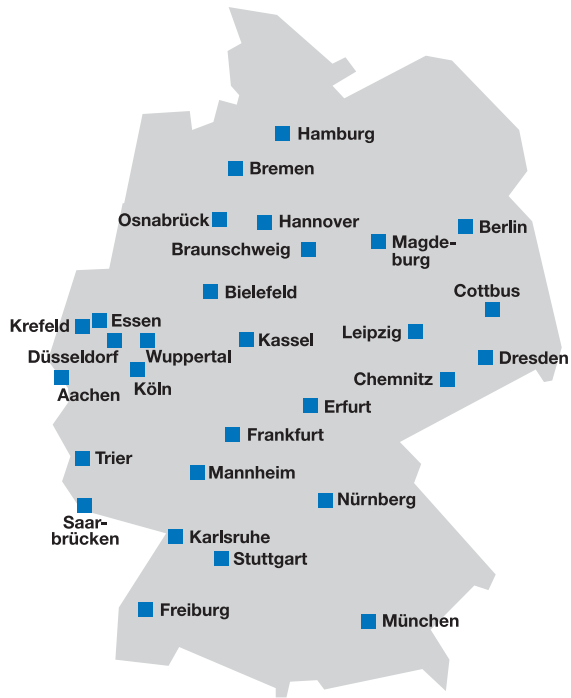 Hamburg
Bremen
Osnabrück
Hannover
Berlin
Braunschweig
Magde-
burg
Cottbus
Bielefeld
Essen
Krefeld
Leipzig
Kassel
Düsseldorf
Wuppertal
Dresden
Chemnitz
Köln
Aachen
Erfurt
Frankfurt
Trier
Mannheim
Nürnberg
Saar-
brücken
Karlsruhe
Stuttgart
Freiburg
München